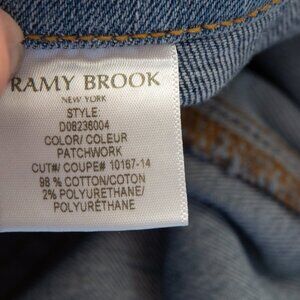 RAMY BROOK
NEW YORK
STYLE
D08236004
COLOR/ COULEUR
PATCHWORK
CUT#/ COUPE# 10167-14
98 % COTTON/COTON
2% POLYURETHANE/
POLYURÉTHANE